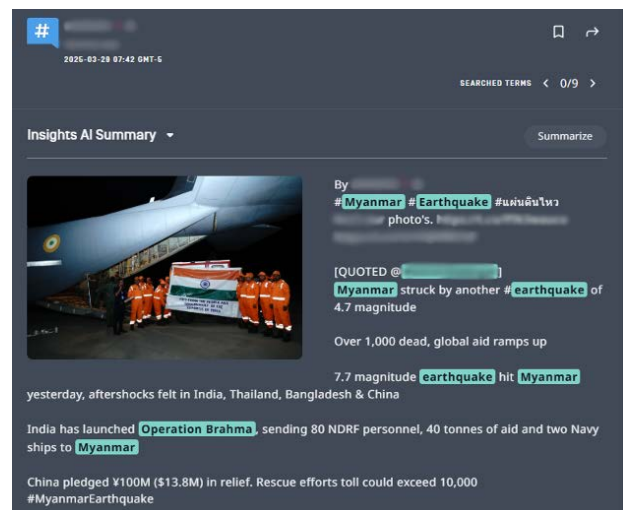 #
2025-03-28 07:42 GMT-5
SEARCHED TERMS < 0/9 >
Insights AI Summary
Summarize
By
#Myanmar #Earthquake #แผ่นดินไหว
photo's.
[QUOTED @ ]
Myanmar struck by another #earthquake of
4.7 magnitude
Over 1,000 dead, global aid ramps up
7.7 magnitude earthquake hit Myanmar
yesterday, aftershocks felt in India, Thailand, Bangladesh & China
India has launched Operation Brahma, sending 80 NDRF personnel, 40 tonnes of aid and two Navy
ships to Myanmar
China pledged ¥100M ($13.8M) in relief. Rescue efforts toll could exceed 10,000
#MyanmarEarthquake